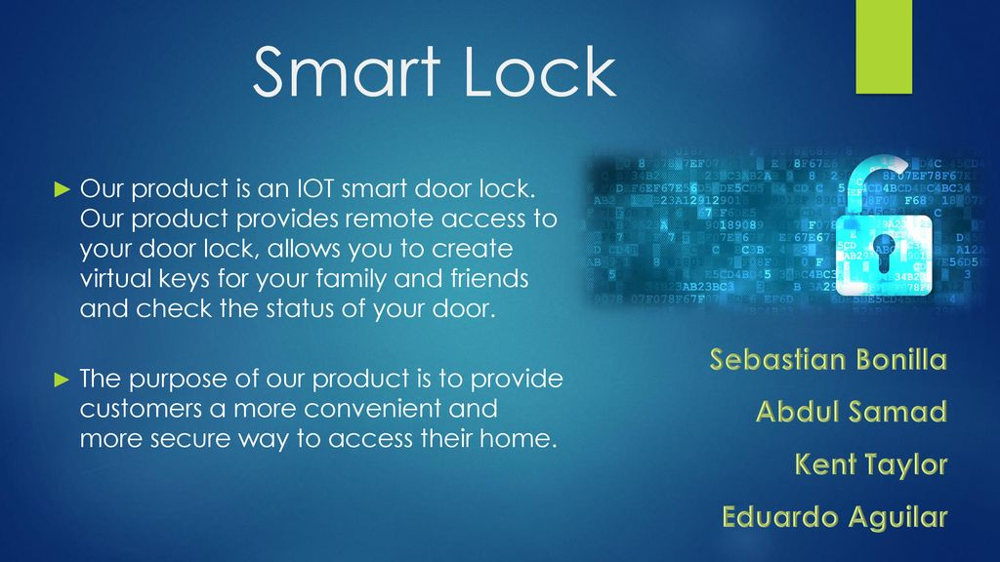 Smart Lock
► Our product is an IOT smart door lock.
Our product provides remote access to
your door lock, allows you to create
virtual keys for your family and friends
and check the status of your door.
► The purpose of our product is to provide
customers a more convenient and
more secure way to access their home.
Sebastian Bonilla
Abdul Samad
Kent Taylor
Eduardo Aguilar